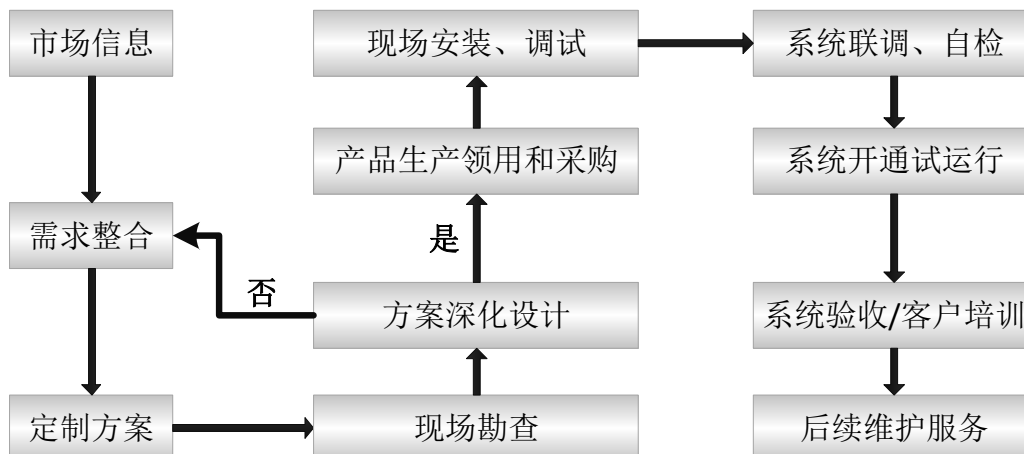 市场信息
需求整合
定制方案
现场勘查
方案深化设计
否
是
产品生产领用和采购
现场安装、调试
系统联调、自检
系统开通试运行
系统验收/客户培训
后续维护服务